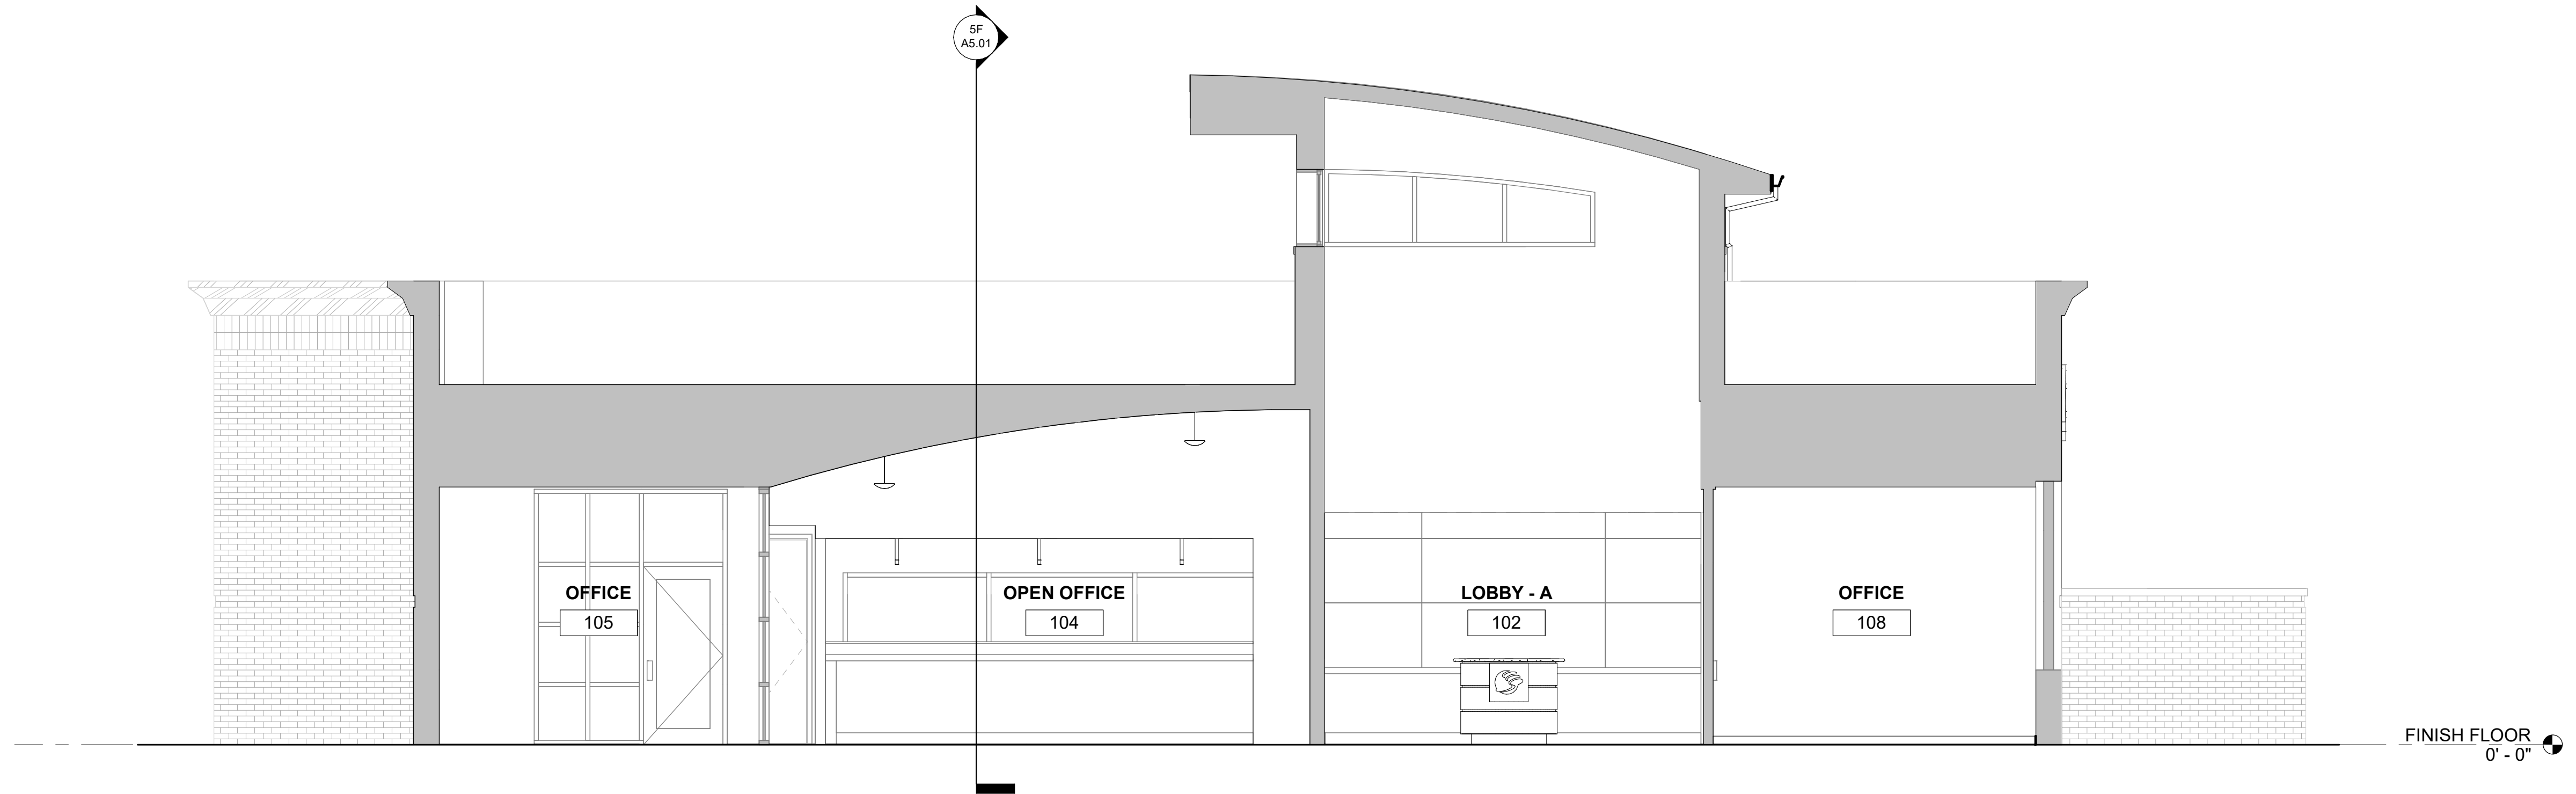 5F
A5.01
OFFICE
105
OPEN OFFICE
104
LOBBY - A
102
OFFICE
108
FINISH FLOOR
0' - 0"